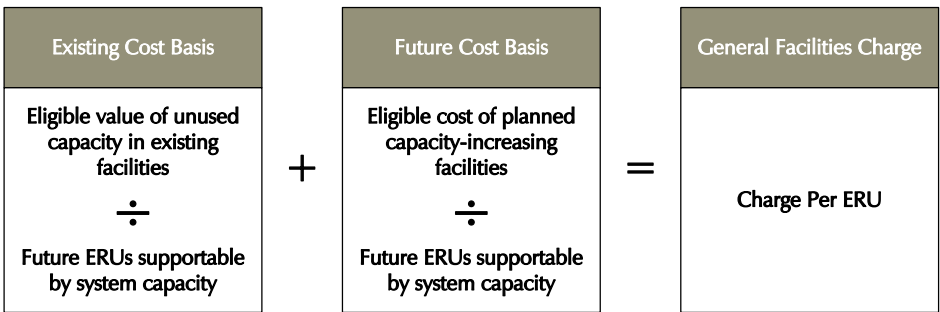 Existing Cost Basis
Eligible value of unused
capacity in existing
facilities
÷
Future ERUs supportable
by system capacity
+
Future Cost Basis
Eligible cost of planned
capacity-increasing
facilities
÷
Future ERUs supportable
by system capacity
=
General Facilities Charge
Charge Per ERU